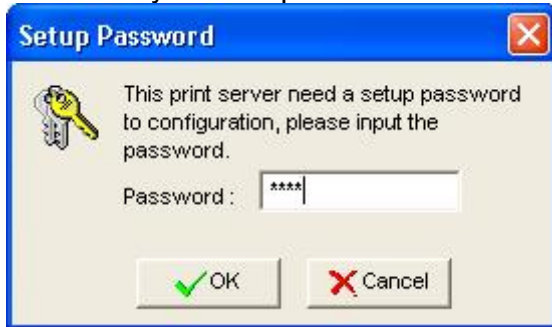 Setup Password
This print server need a setup password
to configuration, please input the
password.
Password : ****
OK
Cancel